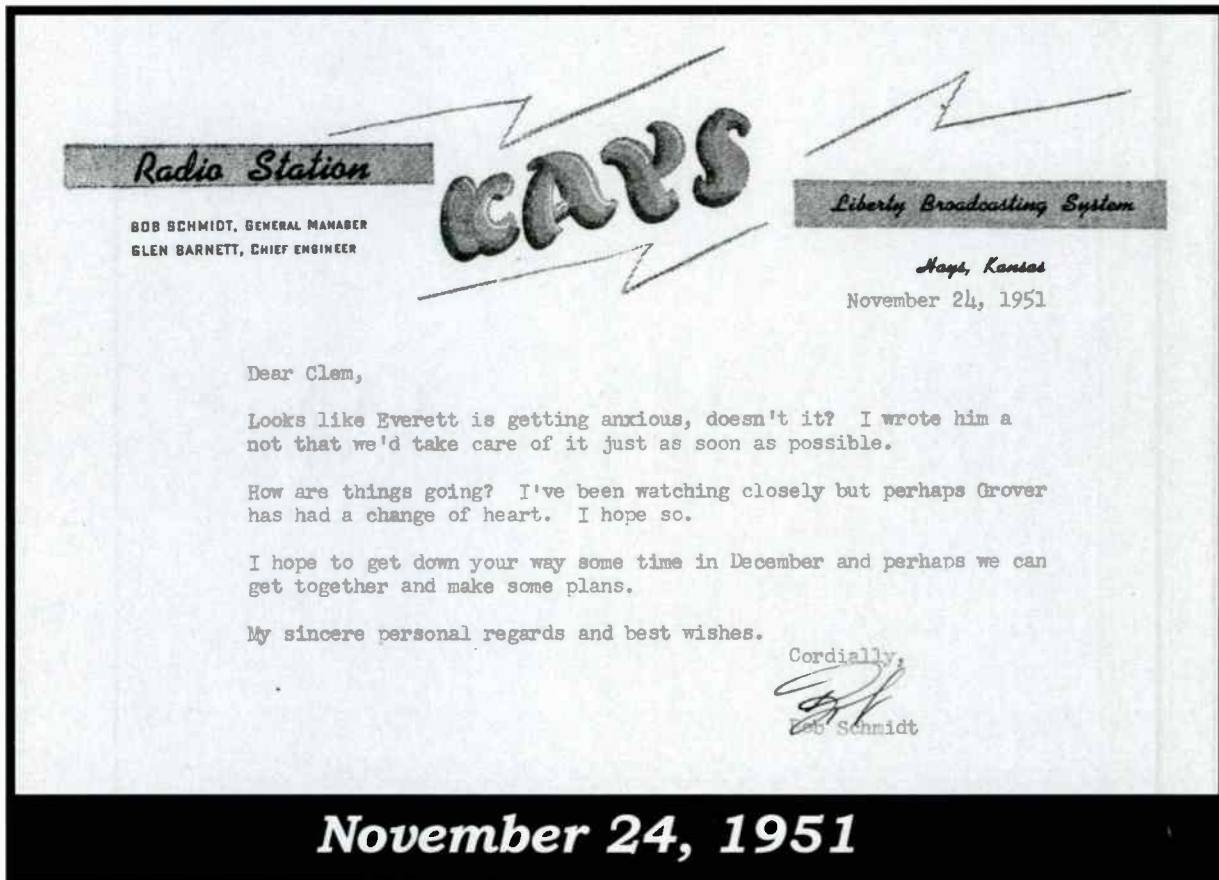 Radio Station
KAYS
Liberty Broadcasting System
BOB SCHMIDT, GENERAL MANAGER
GLEN BARNETT, CHIEF ENGINEER
Hays, Kansas
November 24, 1951
Dear Clem,
Looks like Everett is getting anxious, doesn't it? I wrote him a
not that we'd take care of it just as soon as possible.
How are things going? I've been watching closely but perhaps Grover
has had a change of heart. I hope so.
I hope to get down your way some time in December and perhaps we can
get together and make some plans.
My sincere personal regards and best wishes.
Cordially,
Bob
Bob Schmidt
November 24, 1951